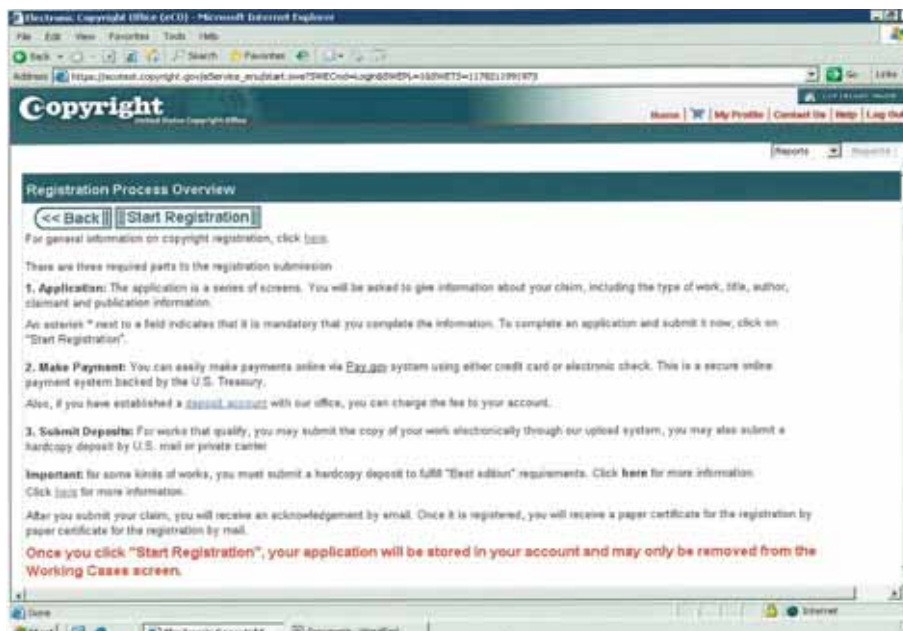 Electronic Copyright Office (eCO) - Microsoft Internet Explorer
File Edit View Favorites Tools Help
Back Search Favorites
Address Go Links
Copyright
United States Copyright Office
Home My Profile Contact Us Help Log Out
Reports
Registration Process Overview
<< Back Start Registration
For general information on copyright registration, click here.
There are three required parts to the registration submission
1. Application: The application is a series of screens. You will be asked to give information about your claim, including the type of work, title, author,
claimant and publication information.
An asterisk * next to a field indicates that it is mandatory that you complete the information. To complete an application and submit it now, click on
"Start Registration".
2. Make Payment: You can easily make payments online via Pay.gov system using either credit card or electronic check. This is a secure online
payment system backed by the U.S. Treasury.
Also, if you have established a deposit account with our office, you can charge the fee to your account.
3. Submit Deposits: For works that qualify, you may submit the copy of your work electronically through our upload system, you may also submit a
hardcopy deposit by U.S. mail or private carrier
Important: for some kinds of works, you must submit a hardcopy deposit to fulfill "Best edition" requirements. Click here for more information
Click here for more information.
After you submit your claim, you will receive an acknowledgement by email. Once it is registered, you will receive a paper certificate for the registration by
paper certificate for the registration by mail.
Once you click "Start Registration", your application will be stored in your account and may only be removed from the
Working Cases screen.
Done Internet